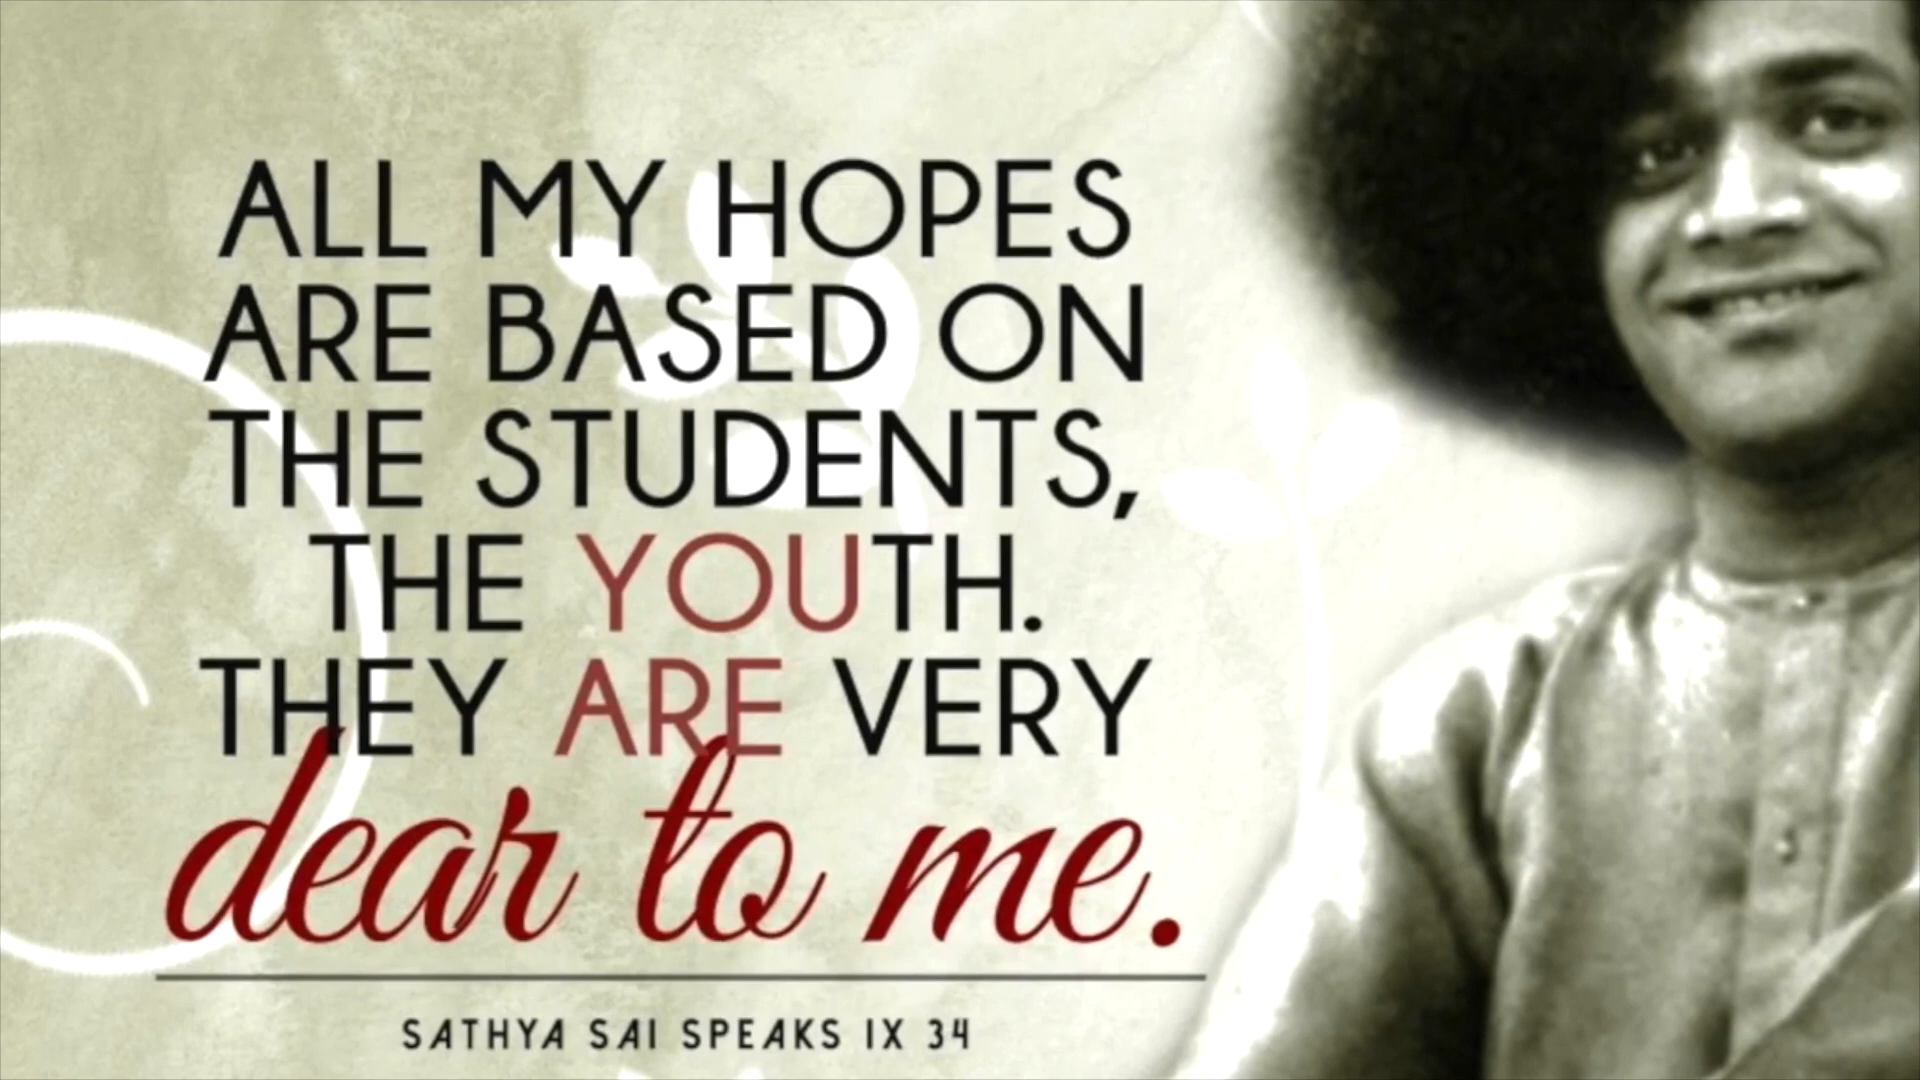 ALL MY HOPES
ARE BASED ON
THE STUDENTS,
THE YOUTH.
THEY ARE VERY
dear to me.
SATHYA SAI SPEAKS IX 34